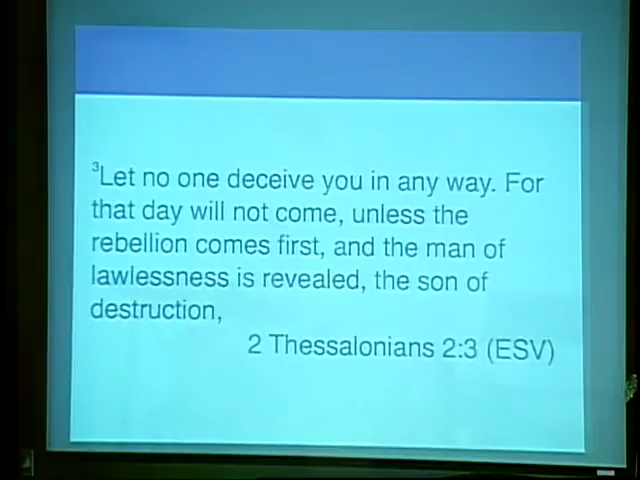 ³Let no one deceive you in any way. For
that day will not come, unless the
rebellion comes first, and the man of
lawlessness is revealed, the son of
destruction,
2 Thessalonians 2:3 (ESV)